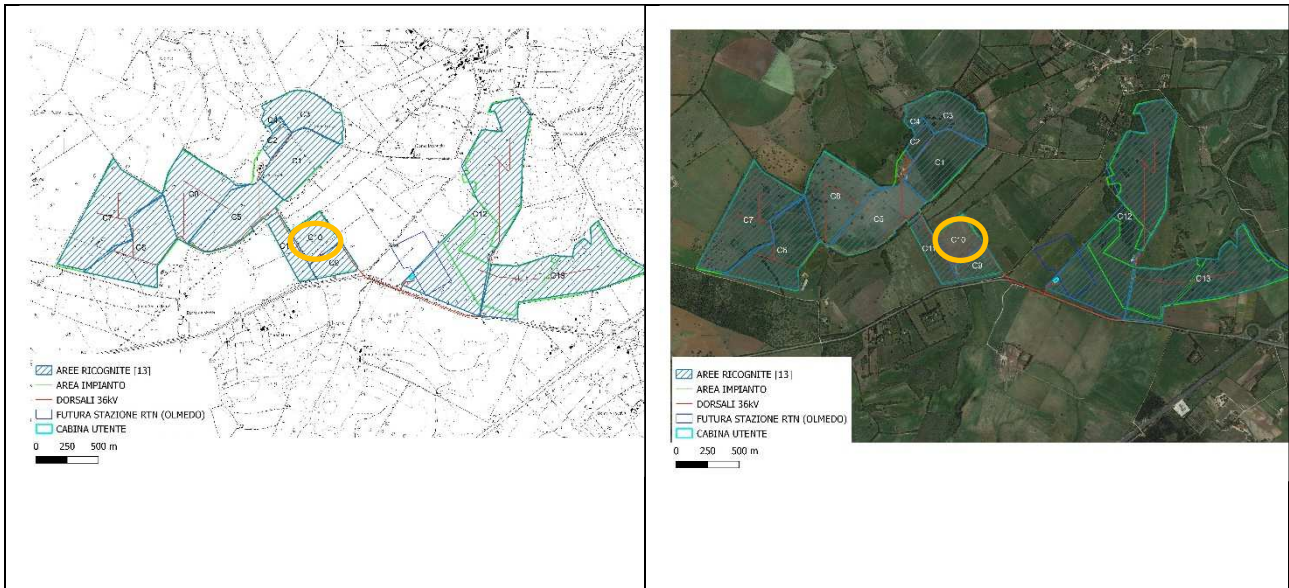 C3
C4
C2
C1
C8
C5
C7
C6
C12
C10
C11
C9
C13
AREE RICOGNITE [13]
AREA IMPIANTO
DORSALI 36kV
FUTURA STAZIONE RTN (OLMEDO)
CABINA UTENTE
0 250 500 m
C3
C4
C2
C1
C8
C5
C7
C6
C12
C10
C11
C9
C13
AREE RICOGNITE [13]
AREA IMPIANTO
DORSALI 36kV
FUTURA STAZIONE RTN (OLMEDO)
CABINA UTENTE
0 250 500 m